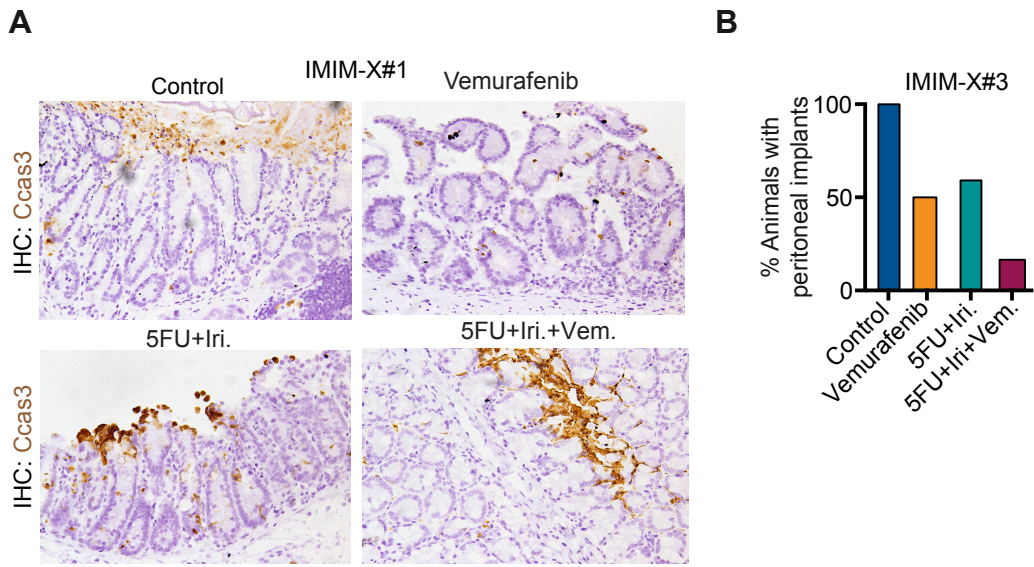 A
B
IMIM-X#1
Control
Vemurafenib
IHC: Ccas3
5FU+Iri.
5FU+Iri.+Vem.
IHC: Ccas3
IMIM-X#3
% Animals with
peritoneal implants
100
50
0
Control
Vemurafenib
5FU+Iri.
5FU+Iri+Vem.